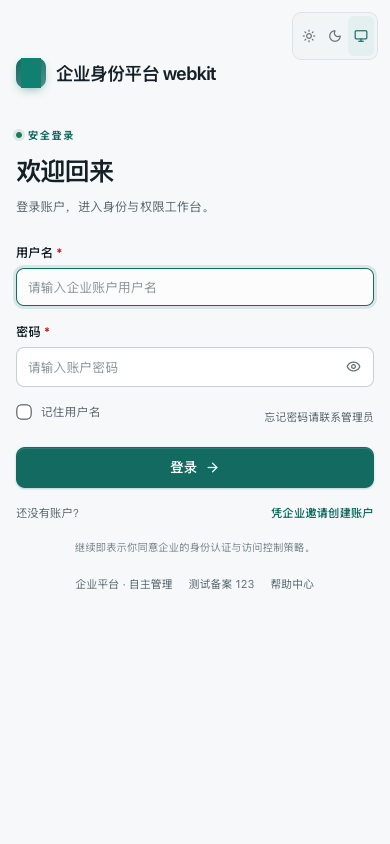 企业身份平台 webkit
安全登录
欢迎回来
登录账户，进入身份与权限工作台。
用户名 *
请输入企业账户用户名
密码 *
请输入账户密码
记住用户名
忘记密码请联系管理员
登录 →
还没有账户?
凭企业邀请创建账户
继续即表示你同意企业的身份认证与访问控制策略。
企业平台 · 自主管理 测试备案 123 帮助中心